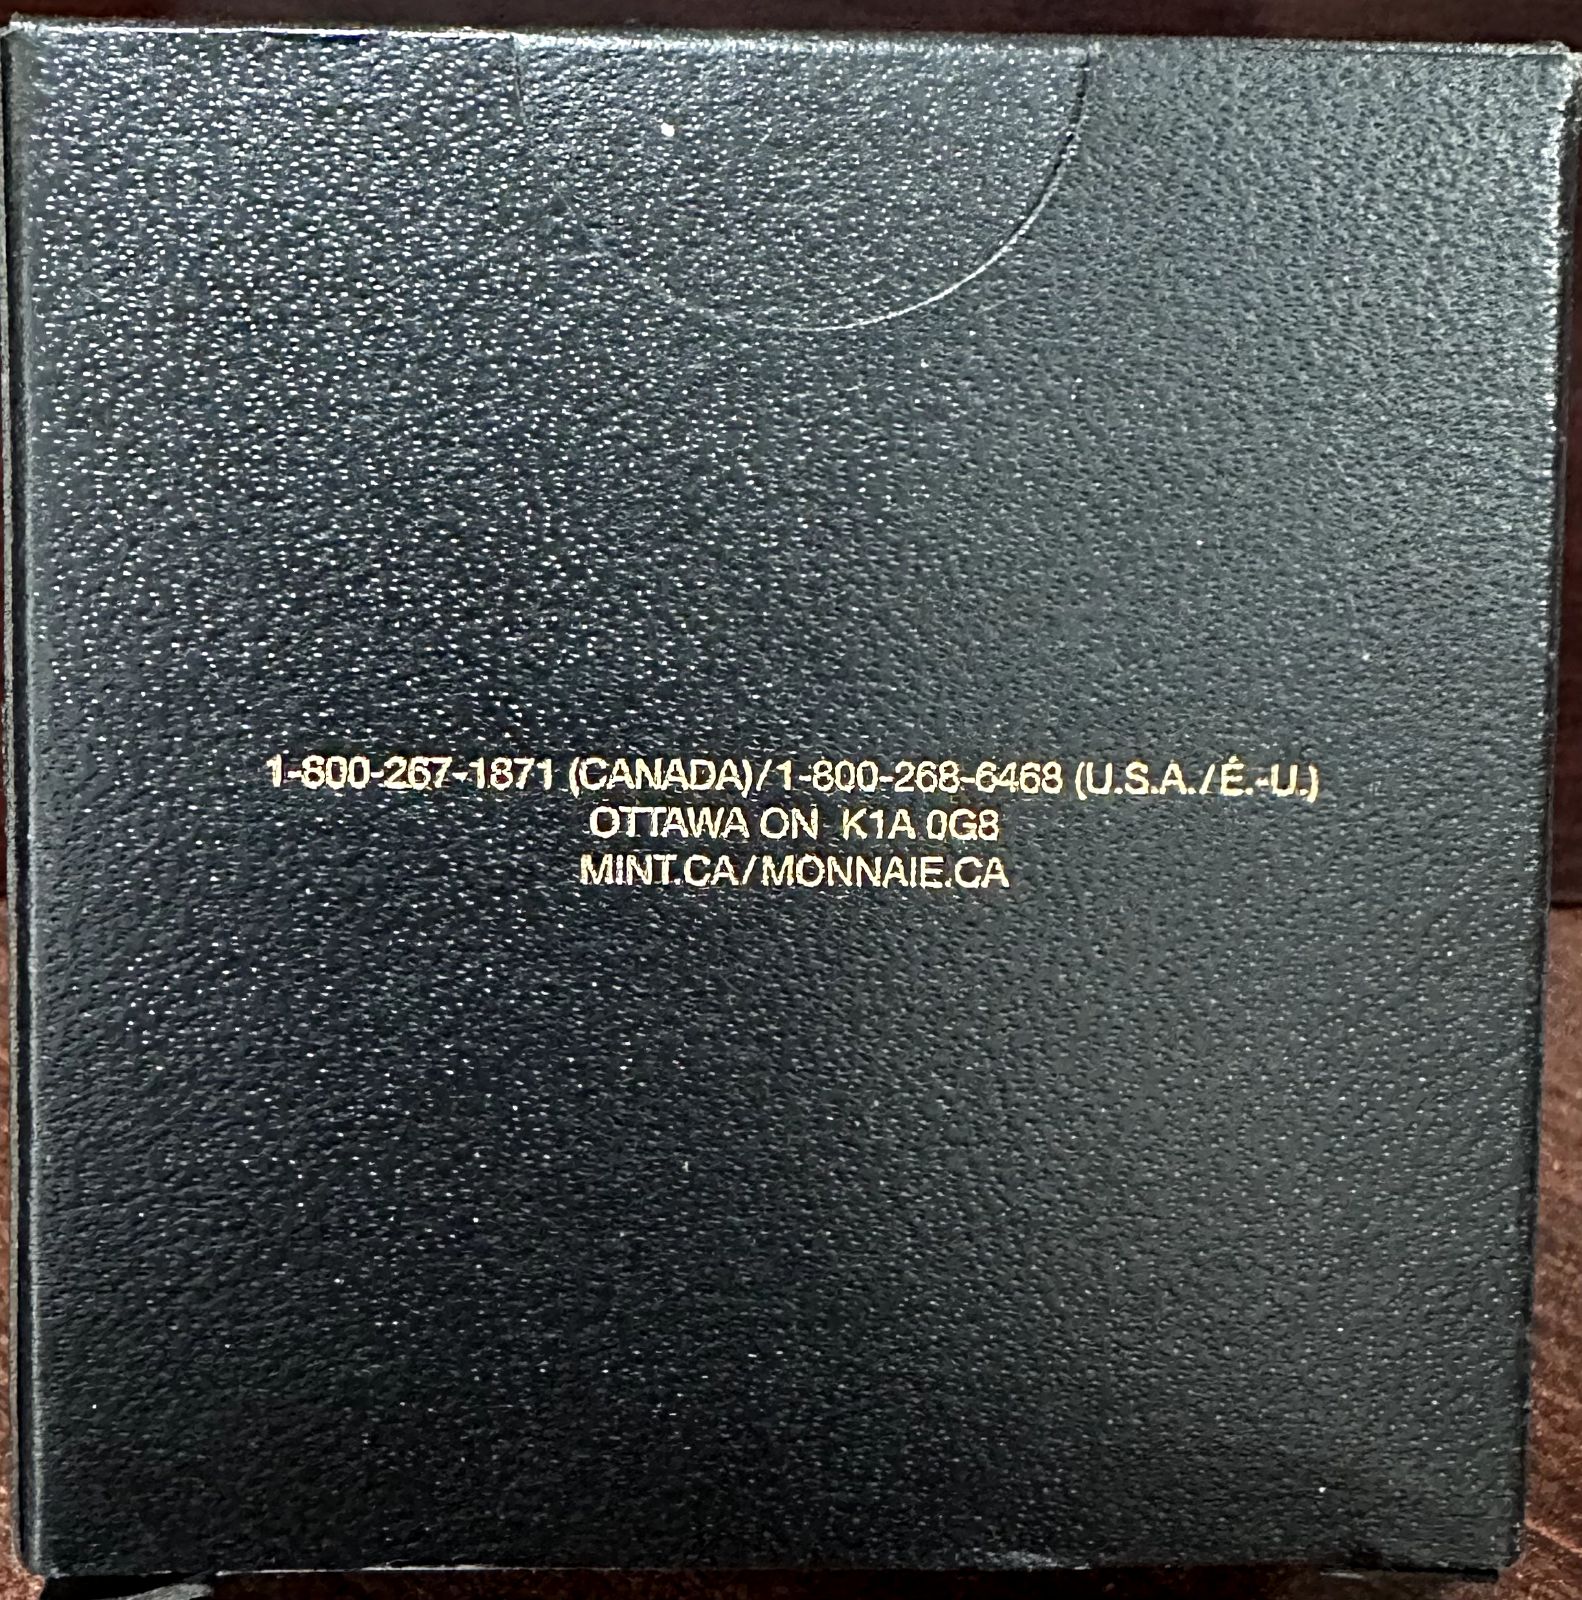 1-800-267-1871 (CANADA)/1-800-268-6468 (U.S.A./É.-U.)
OTTAWA ON K1A 0G8
MINT.CA/MONNAIE.CA